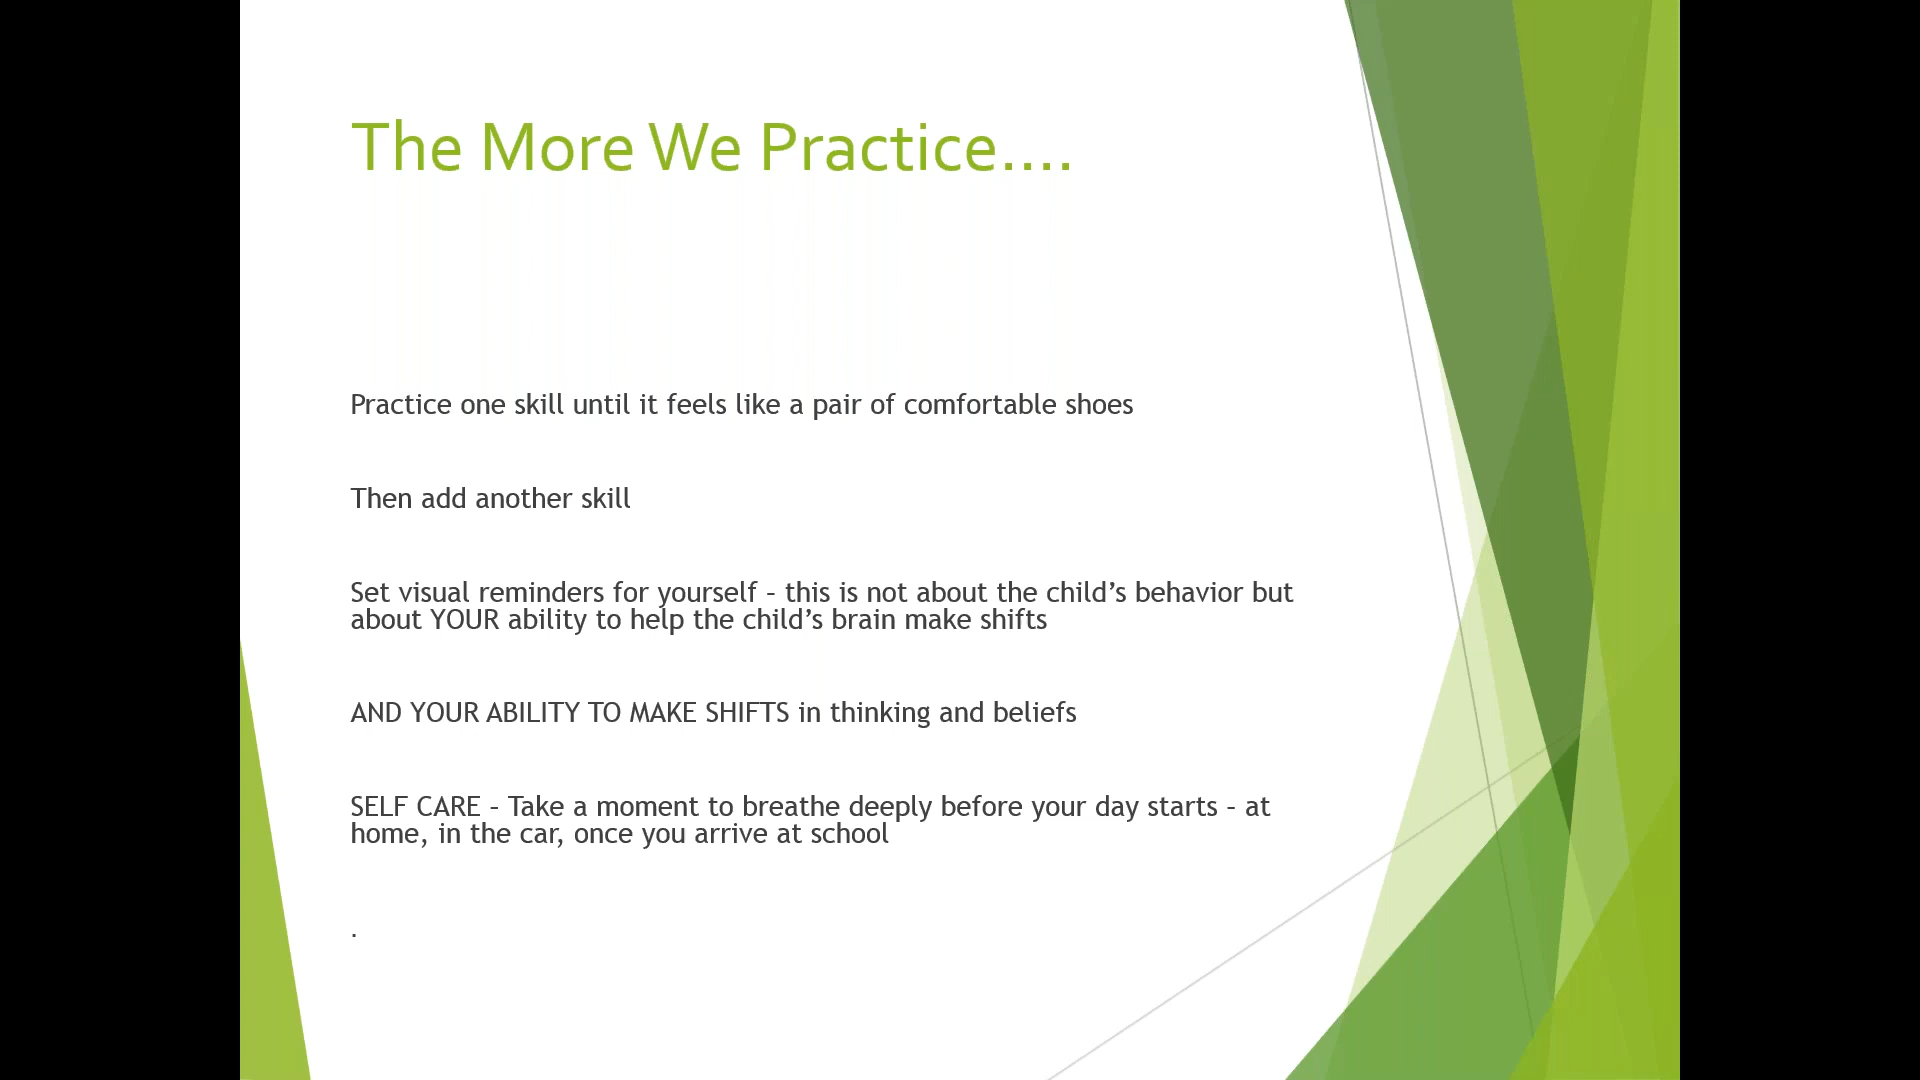 The More We Practice....
Practice one skill until it feels like a pair of comfortable shoes
Then add another skill
Set visual reminders for yourself – this is not about the child’s behavior but
about YOUR ability to help the child’s brain make shifts
AND YOUR ABILITY TO MAKE SHIFTS in thinking and beliefs
SELF CARE – Take a moment to breathe deeply before your day starts – at
home, in the car, once you arrive at school
.